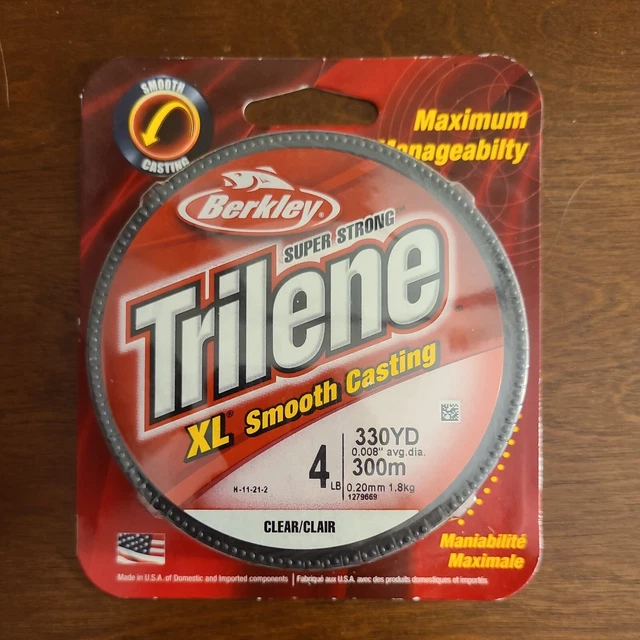 SMOOTH
CASTING
Maximum
Manageabilty
Berkley®
SUPER STRONG™
Trilene
XL® Smooth Casting
4 LB
330YD
0.008" avg.dia.
300m
0.20mm 1.8kg
1279669
H-11-21-2
CLEAR/CLAIR
Maniabilité
Maximale
Made in U.S.A. of Domestic and Imported components | Fabriqué aux U.S.A. avec des produits domestiques et importés